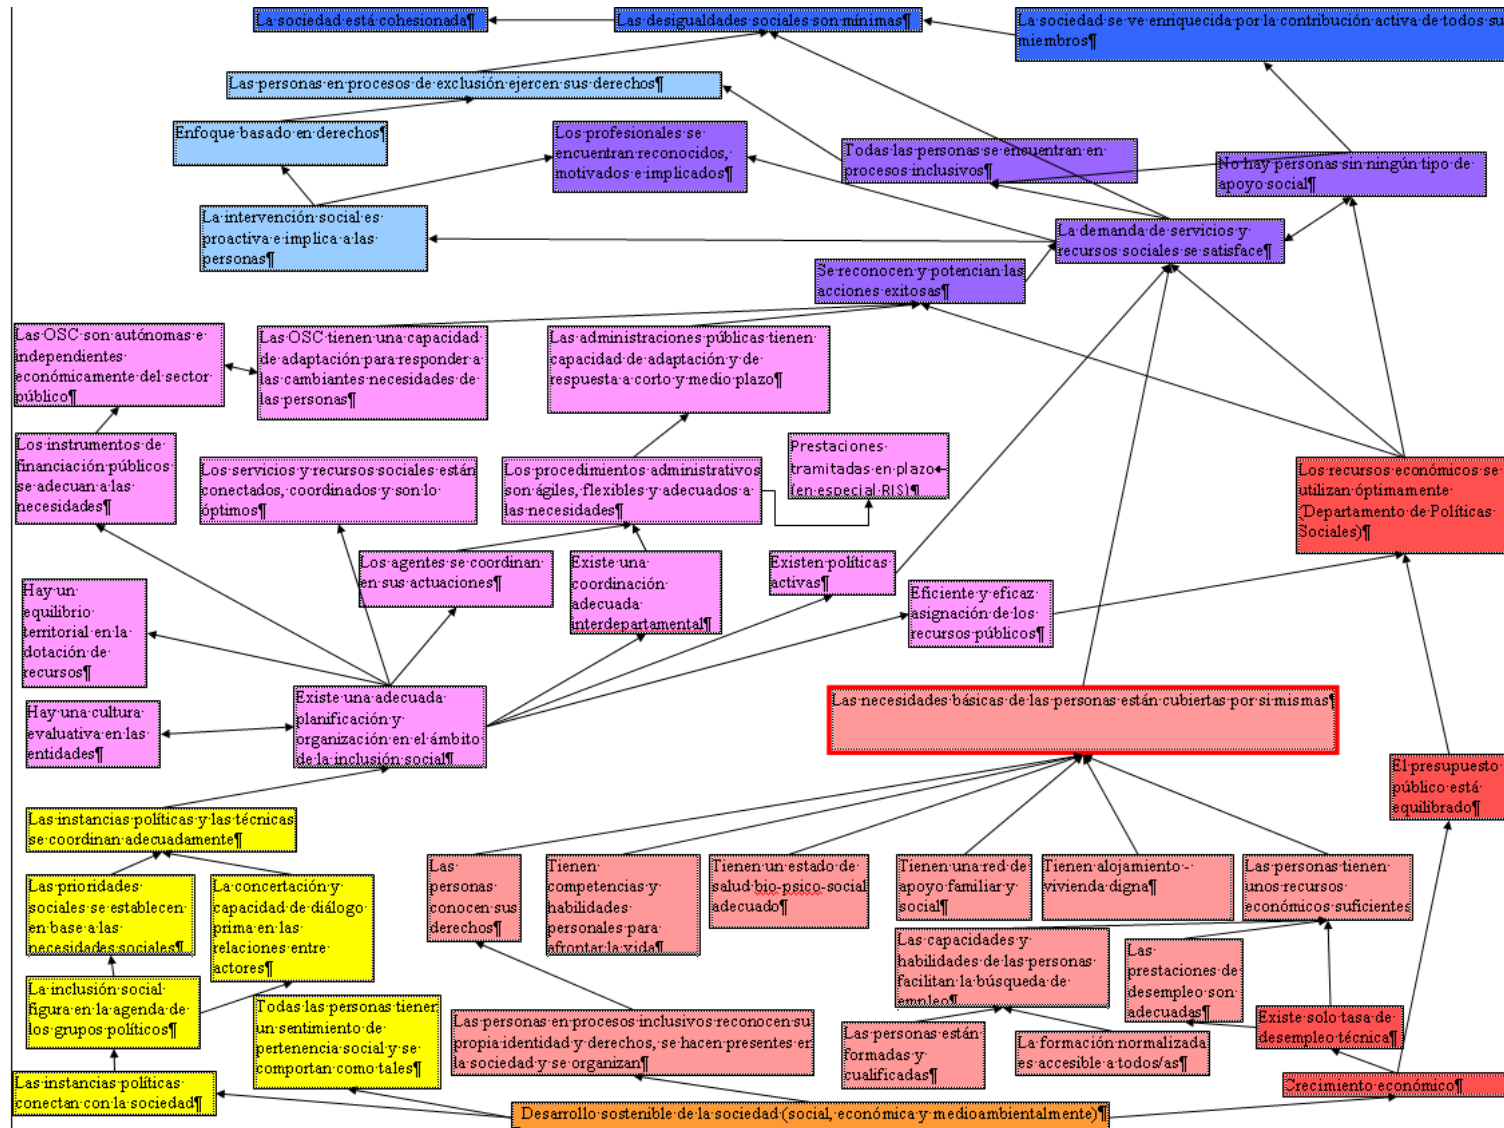 La sociedad está cohesionada¶
Las desigualdades sociales son mínimas¶
La sociedad se ve enriquecida por la contribución activa de todos su
miembros¶
Las personas en procesos de exclusión ejercen sus derechos¶
Enfoque basado en derechos¶
Los profesionales se
encuentran reconocidos,
motivados e implicados¶
Todas las personas se encuentran en
procesos inclusivos¶
No hay personas sin ningún tipo de
apoyo social¶
La intervención social es
proactiva e implica a las
personas¶
La demanda de servicios y
recursos sociales se satisface¶
Se reconocen y potencian las
acciones exitosas¶
Las OSC son autónomas e
independientes
económicamente del sector
público¶
Las OSC tienen una capacidad
de adaptación para responder a
las cambiantes necesidades de
las personas¶
Las administraciones públicas tienen
capacidad de adaptación y de
respuesta a corto y medio plazo¶
Los instrumentos de
financiación públicos
se adecuan a las
necesidades¶
Los servicios y recursos sociales están
conectados, coordinados y son lo
óptimos¶
Los procedimientos administrativos
son ágiles, flexibles y adecuados a
las necesidades¶
Prestaciones
tramitadas en plazo
(en especial RIS)¶
Los recursos económicos se
utilizan óptimamente
(Departamento de Políticas
Sociales)¶
Los agentes se coordinan
en sus actuaciones¶
Existe una
coordinación
adecuada
interdepartamental¶
Existen políticas
activas¶
Eficiente y eficaz
asignación de los
recursos públicos¶
Hay un
equilibrio
territorial en la
dotación de
recursos¶
Hay una cultura
evaluativa en las
entidades¶
Existe una adecuada
planificación y
organización en el ámbito
de la inclusión social¶
Las necesidades básicas de las personas están cubiertas por si mismas¶
El presupuesto
público está
equilibrado¶
Las instancias políticas y las técnicas
se coordinan adecuadamente¶
Las prioridades
sociales se establecen
en base a las
necesidades sociales¶
La concertación y
capacidad de diálogo
prima en las
relaciones entre
actores¶
Las
personas
conocen sus
derechos¶
Tienen
competencias y
habilidades
personales para
afrontar la vida¶
Tienen un estado de
salud bio-psico-social
adecuado¶
Tienen una red de
apoyo familiar y
social¶
Tienen alojamiento -
vivienda digna¶
Las personas tienen
unos recursos
económicos suficientes
Las capacidades y
habilidades de las personas
facilitan la búsqueda de
empleo¶
Las
prestaciones de
desempleo son
adecuadas¶
La inclusión social
figura en la agenda de
los grupos políticos¶
Todas las personas tienen
un sentimiento de
pertenencia social y se
comportan como tales¶
Las personas en procesos inclusivos reconocen su
propia identidad y derechos, se hacen presentes en
la sociedad y se organizan¶
Las personas están
formadas y
cualificadas¶
La formación normalizada
es accesible a todos/as¶
Existe solo tasa de
desempleo técnica¶
Las instancias políticas
conectan con la sociedad¶
Crecimiento económico¶
Desarrollo sostenible de la sociedad (social, económica y medioambientalmente)¶